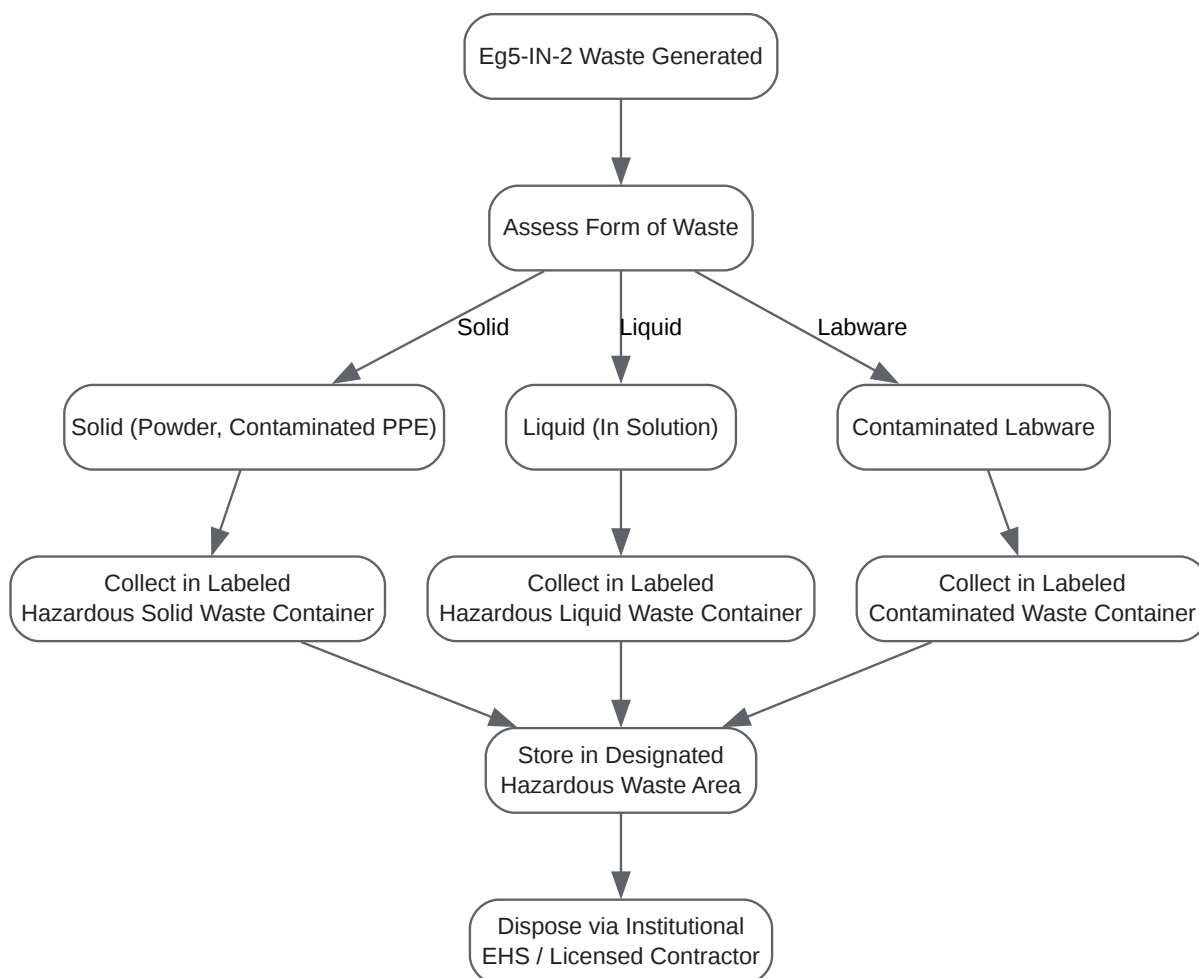 Eg5-IN-2 Waste Generated
Assess Form of Waste
Solid
Liquid
Labware
Solid (Powder, Contaminated PPE)
Liquid (In Solution)
Contaminated Labware
Collect in Labeled
Hazardous Solid Waste Container
Collect in Labeled
Hazardous Liquid Waste Container
Collect in Labeled
Contaminated Waste Container
Store in Designated
Hazardous Waste Area
Dispose via Institutional
EHS / Licensed Contractor